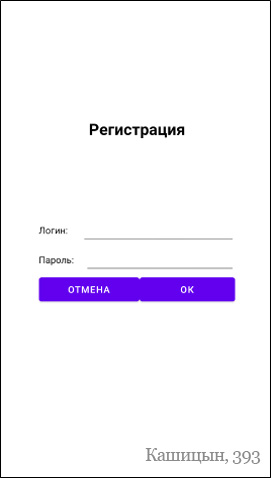 Регистрация
Логин:
Пароль:
ОТМЕНА OK
Кашицын, 393